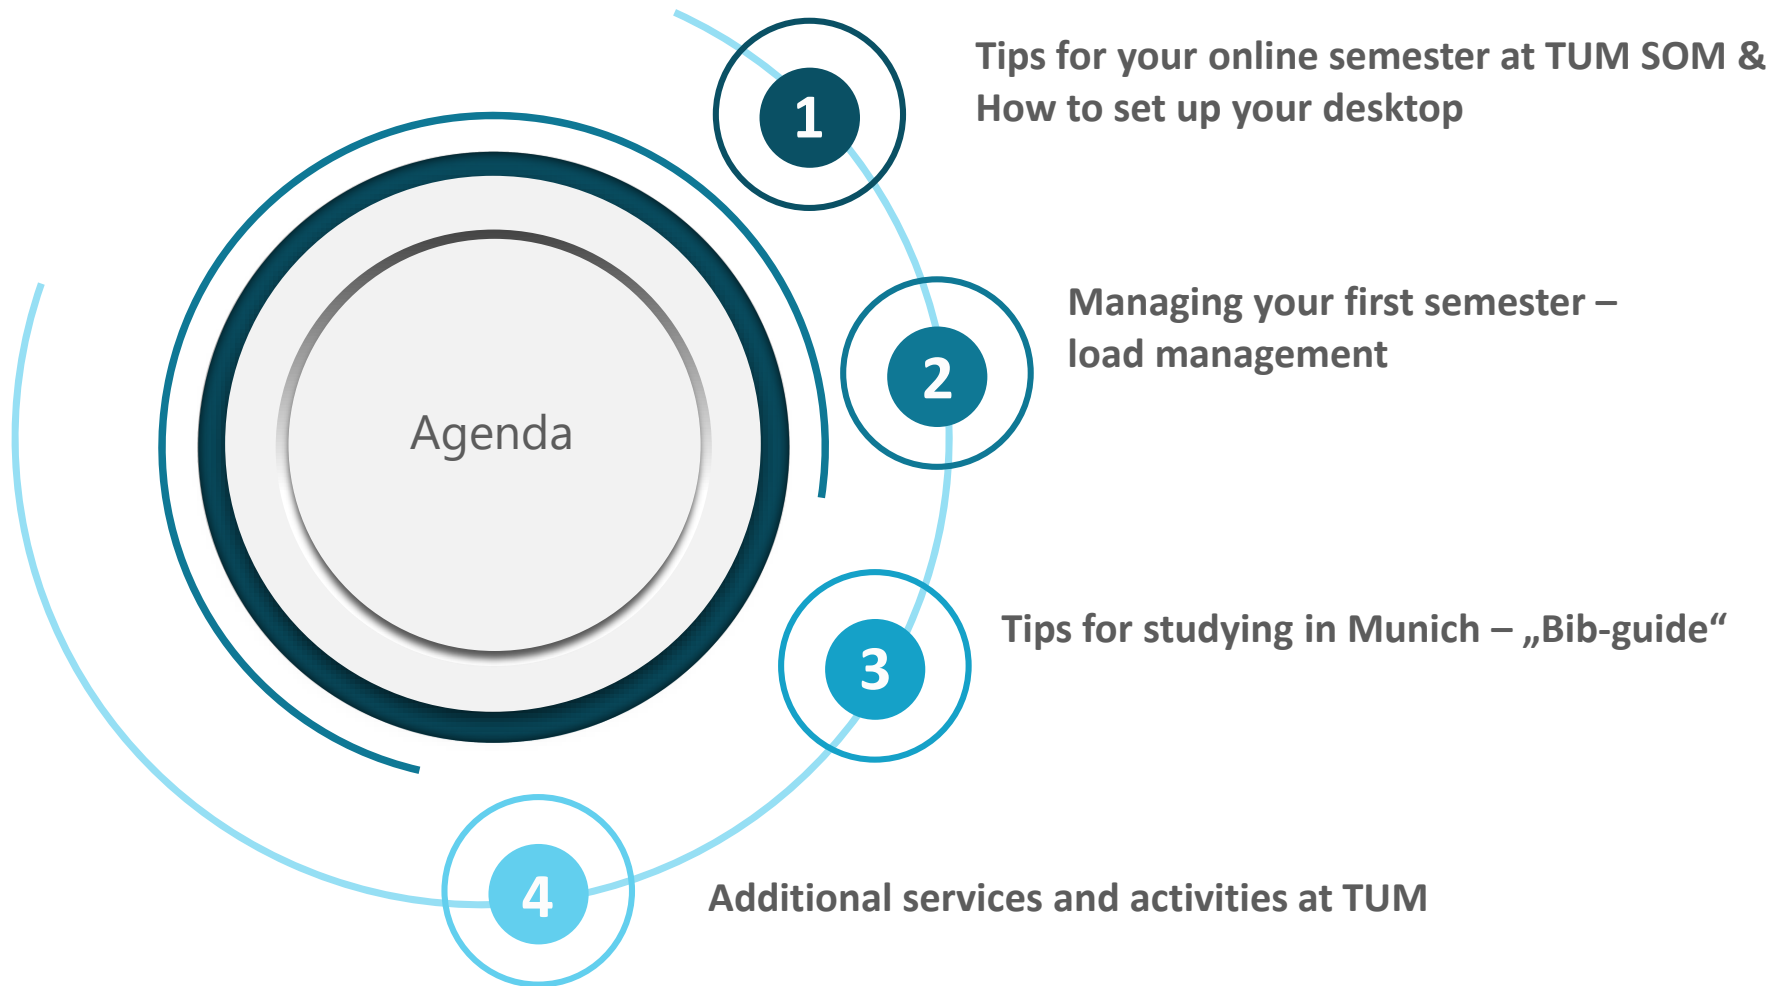 Agenda
1
Tips for your online semester at TUM SOM &
How to set up your desktop
2
Managing your first semester –
load management
3
Tips for studying in Munich – „Bib-guide“
4
Additional services and activities at TUM